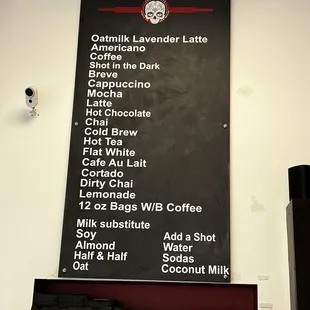 Oatmilk Lavender Latte
Americano
Coffee
Shot in the Dark
Breve
Cappuccino
Mocha
Latte
Hot Chocolate
Chai
Cold Brew
Hot Tea
Flat White
Cafe Au Lait
Cortado
Dirty Chai
Lemonade
12 oz Bags W/B Coffee
Milk substitute
Soy
Almond
Half & Half
Oat
Add a Shot
Water
Sodas
Coconut Milk